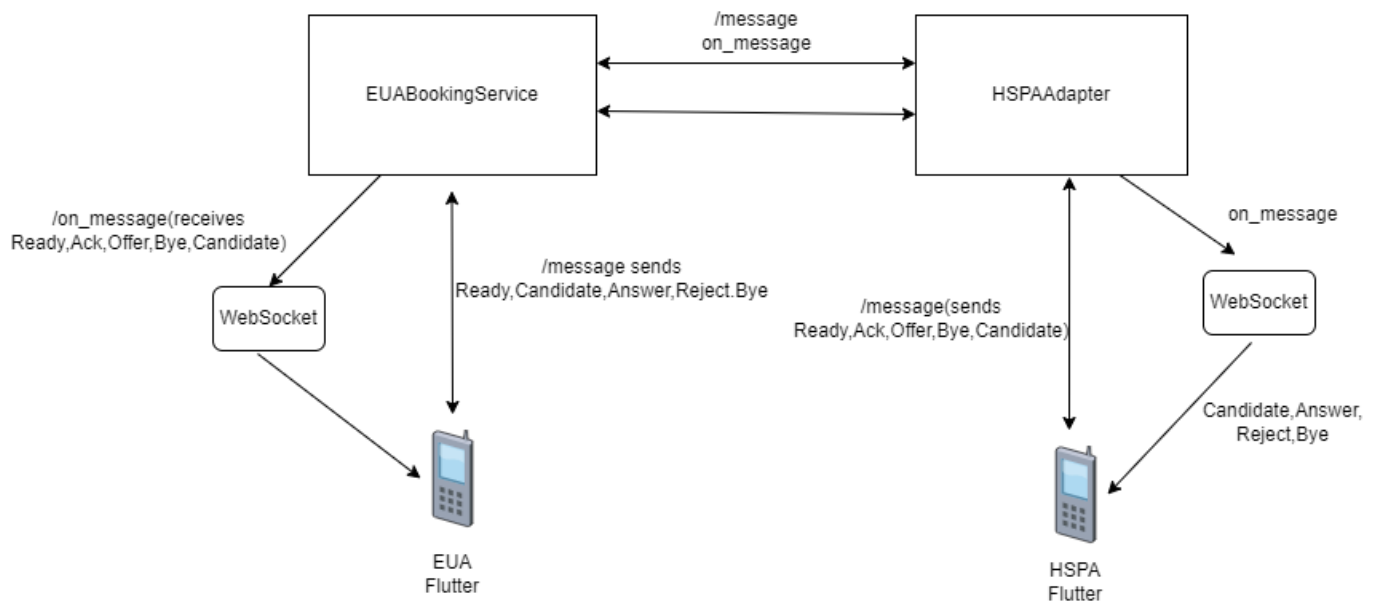 /message
on_message
EUABookingService
HSPAAdapter
/on_message(receives
Ready,Ack,Offer,Bye,Candidate)
on_message
/message sends
Ready,Candidate,Answer,Reject.Bye
WebSocket
/message(sends
Ready,Ack,Offer,Bye,Candidate)
WebSocket
Candidate,Answer,
Reject,Bye
EUA
Flutter
HSPA
Flutter